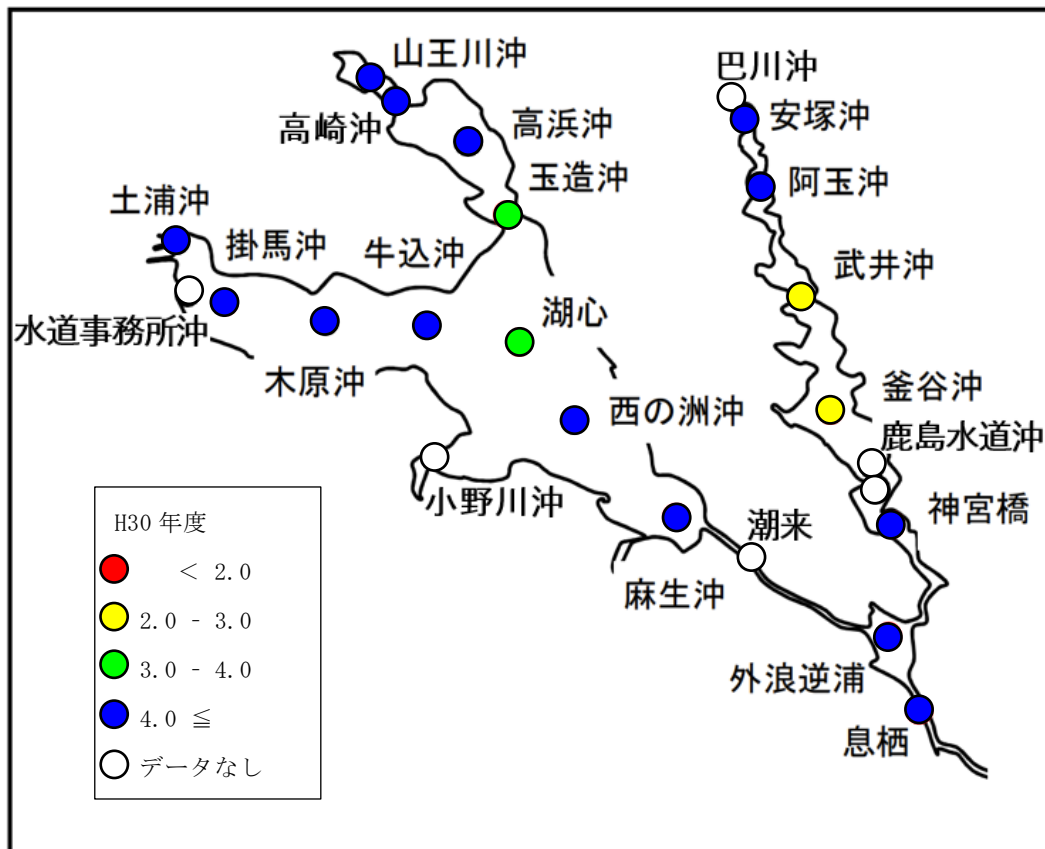 山王川沖
巴川沖
高崎沖
高浜沖
安塚沖
玉造沖
阿玉沖
土浦沖
掛馬沖
牛込沖
武井沖
湖心
水道事務所沖
木原沖
西の洲沖
釜谷沖
鹿島水道沖
小野川沖
神宮橋
潮来
麻生沖
外浪逆浦
息栖
H30 年度
< 2.0
2.0 - 3.0
3.0 - 4.0
4.0 ≦
データなし